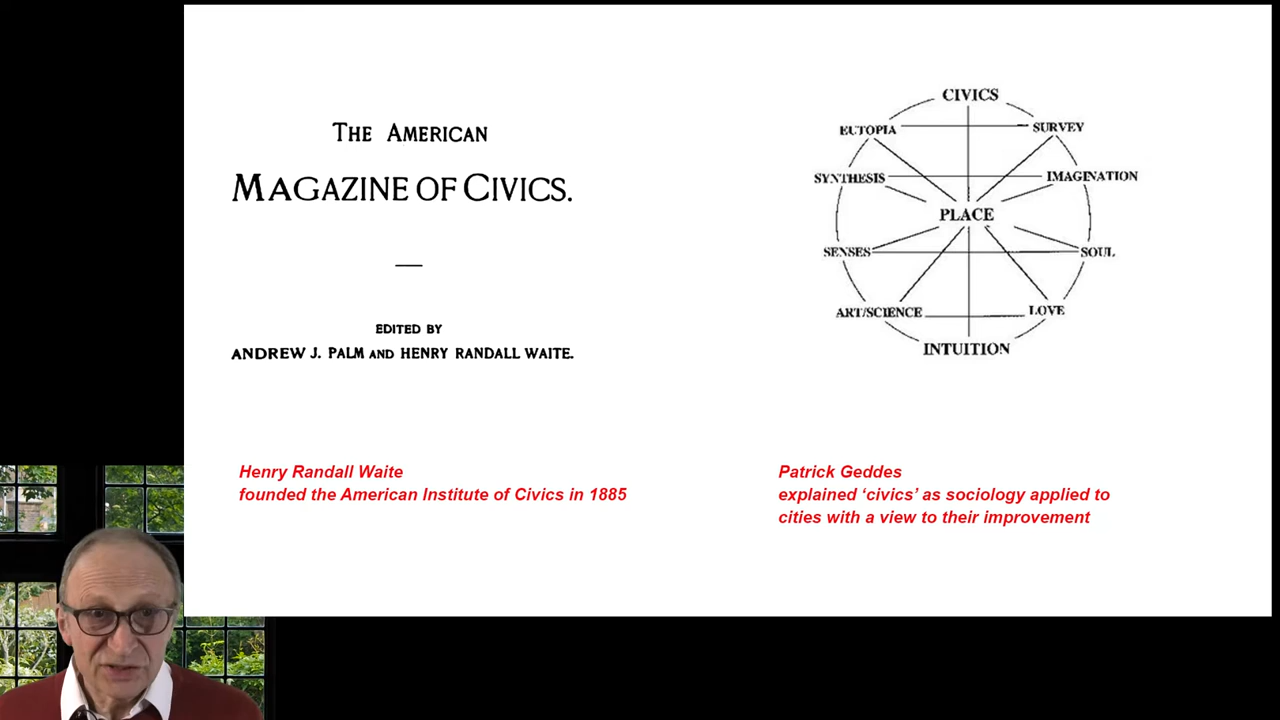 THE AMERICAN
MAGAZINE OF CIVICS.
EDITED BY
ANDREW J. PALM AND HENRY RANDALL WAITE.
Henry Randall Waite
founded the American Institute of Civics in 1885
CIVICS
EUTOPIA SURVEY
SYNTHESIS IMAGINATION
PLACE
SENSES SOUL
ART/SCIENCE LOVE
INTUITION
Patrick Geddes
explained ‘civics’ as sociology applied to
cities with a view to their improvement